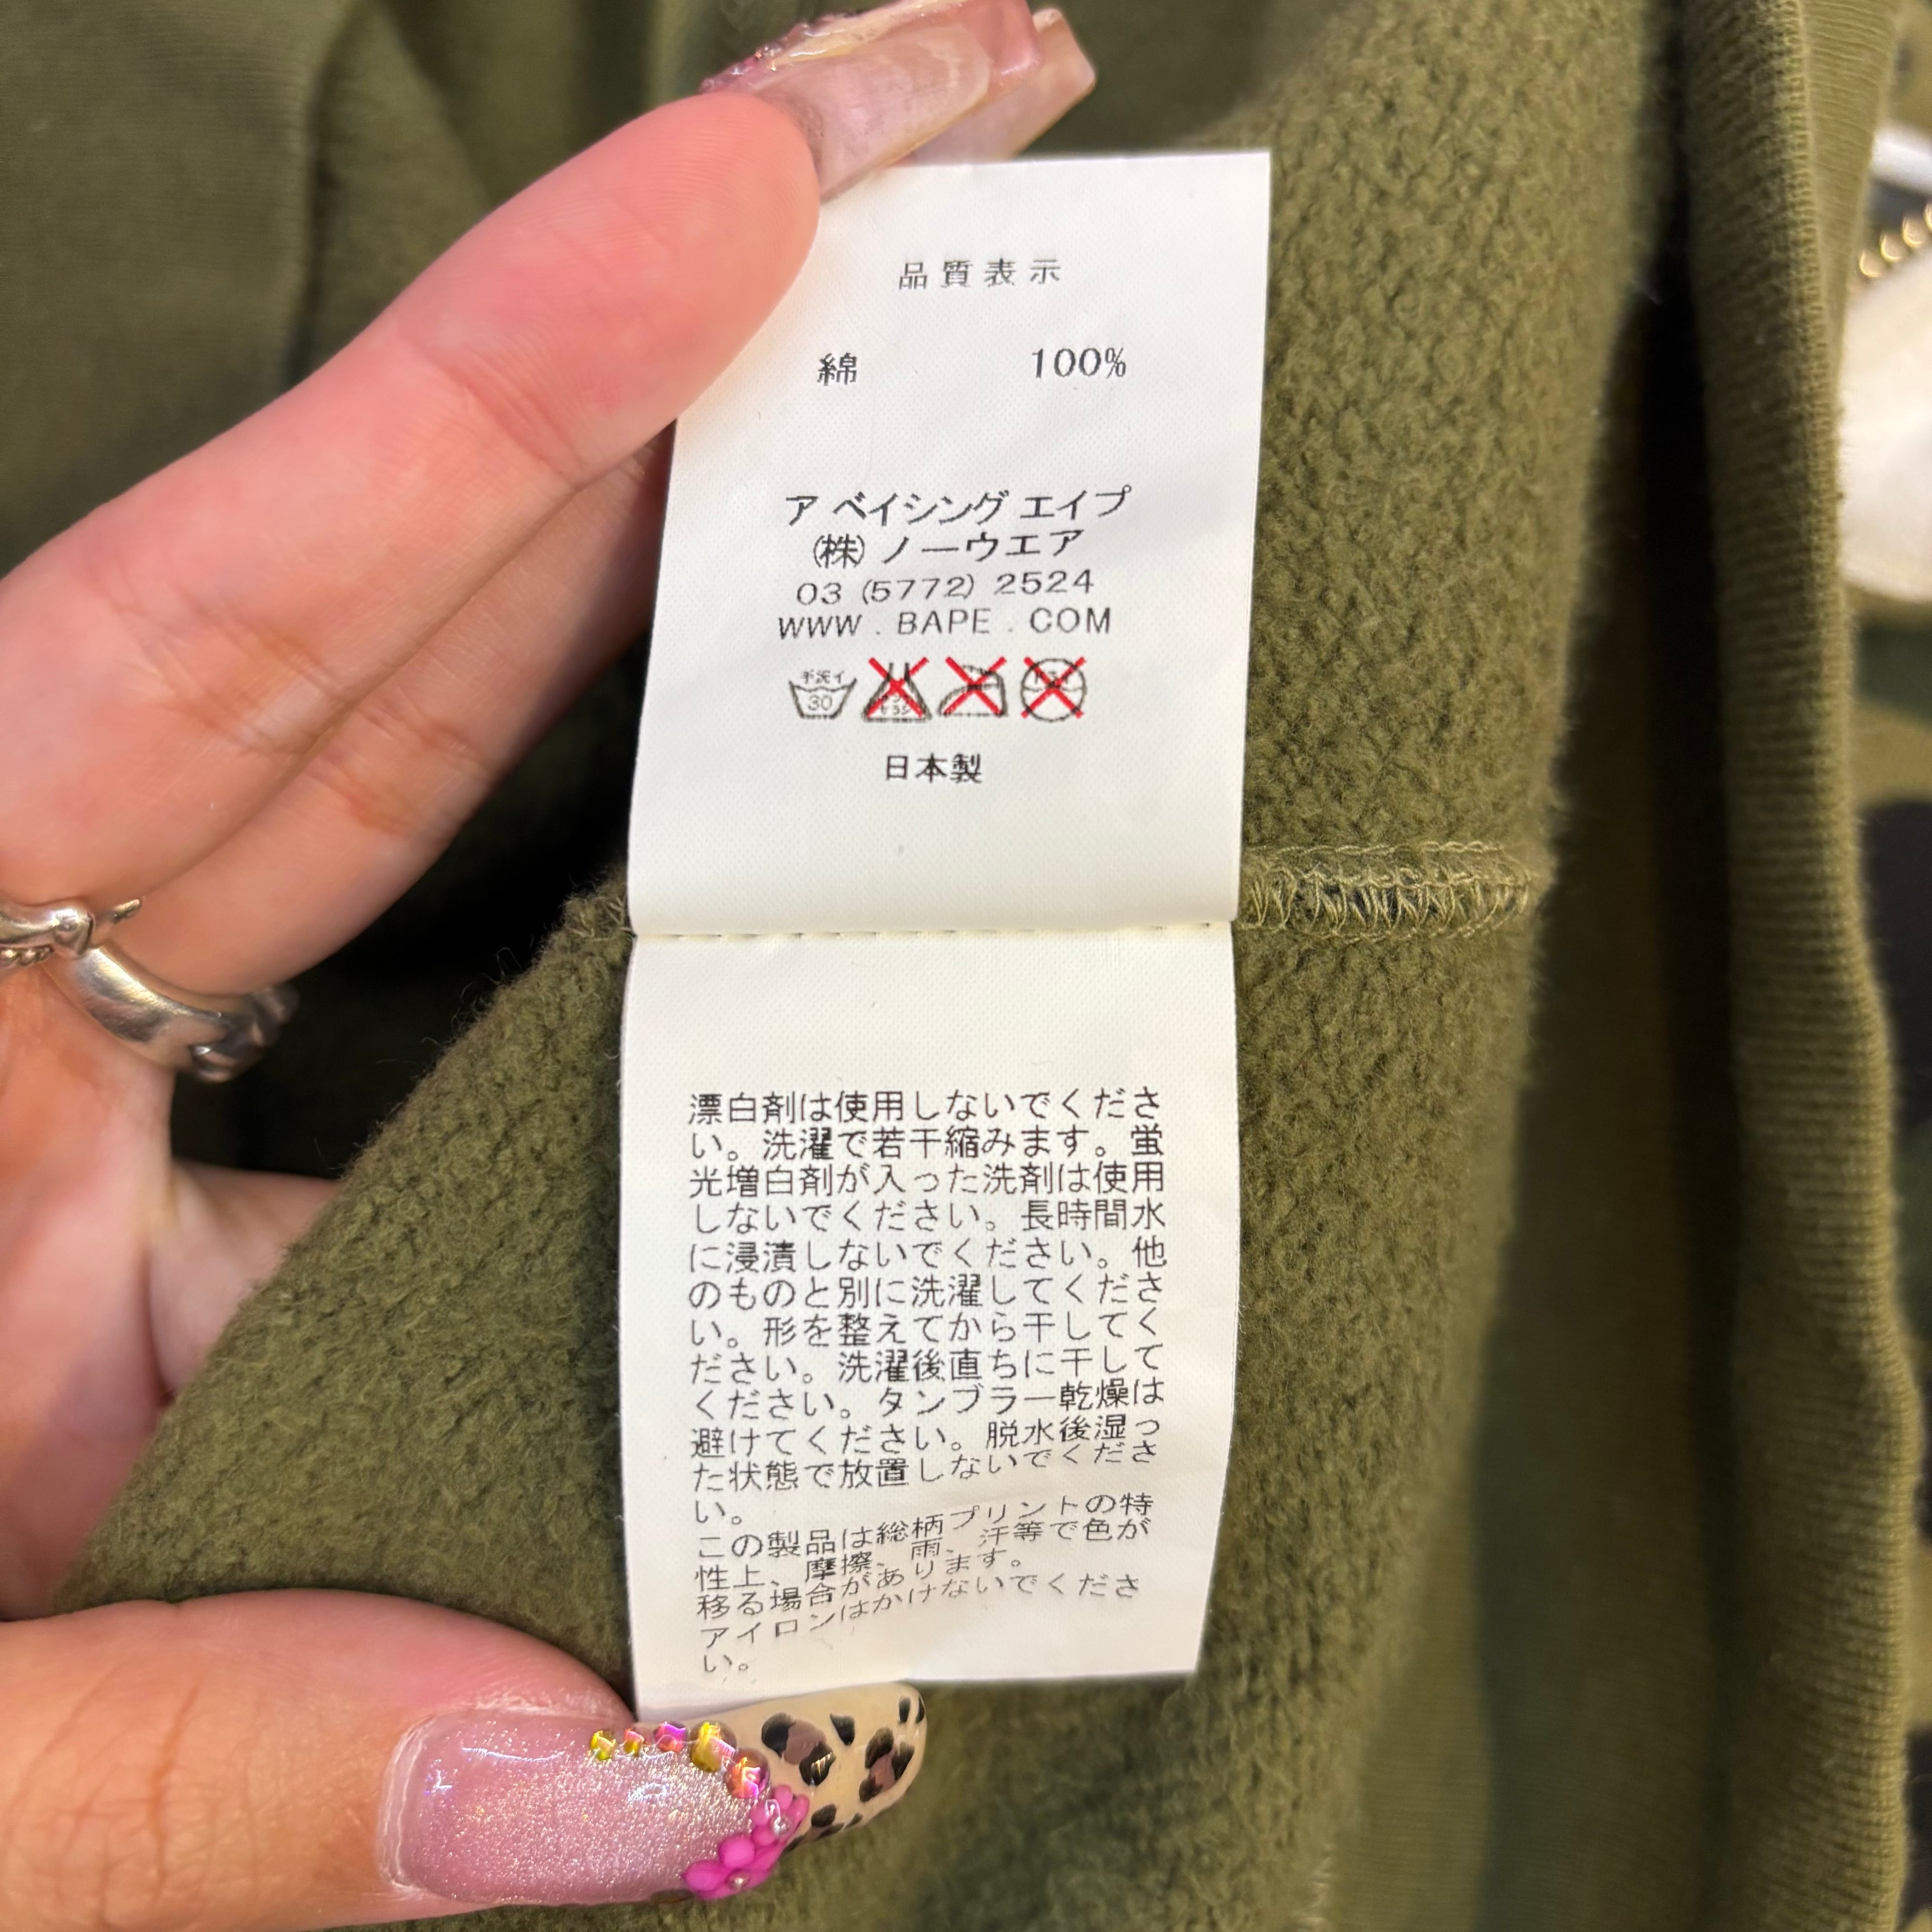 品質表示
綿 100%
ア ベイシング エイプ
(株) ノーウエア
03 (5772) 2524
WWW . BAPE . COM
手洗イ
30
日本製
漂白剤は使用しないでくださ
い。洗濯で若干縮みます。蛍
光増白剤が入った洗剤は使用
しないでください。長時間水
に浸漬しないでください。他
のものと別に洗濯してくださ
い。形を整えてから干してく
ださい。洗濯後直ちに干して
ください。タンブラー乾燥は
避けてください。脱水後湿っ
た状態で放置しないでくださ
い。
この製品は総柄プリントの特
性上、摩擦、雨、汗等で色が
移る場合があります。
アイロンはかけないでくださ
い。